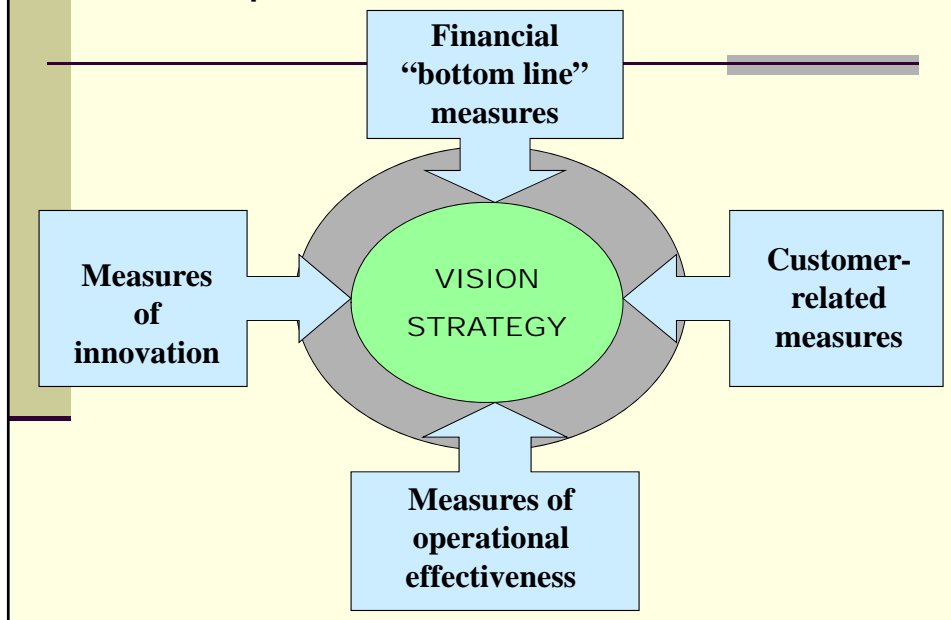 Financial
“bottom line”
measures
Measures
of
innovation
VISION
STRATEGY
Customer-
related
measures
Measures of
operational
effectiveness